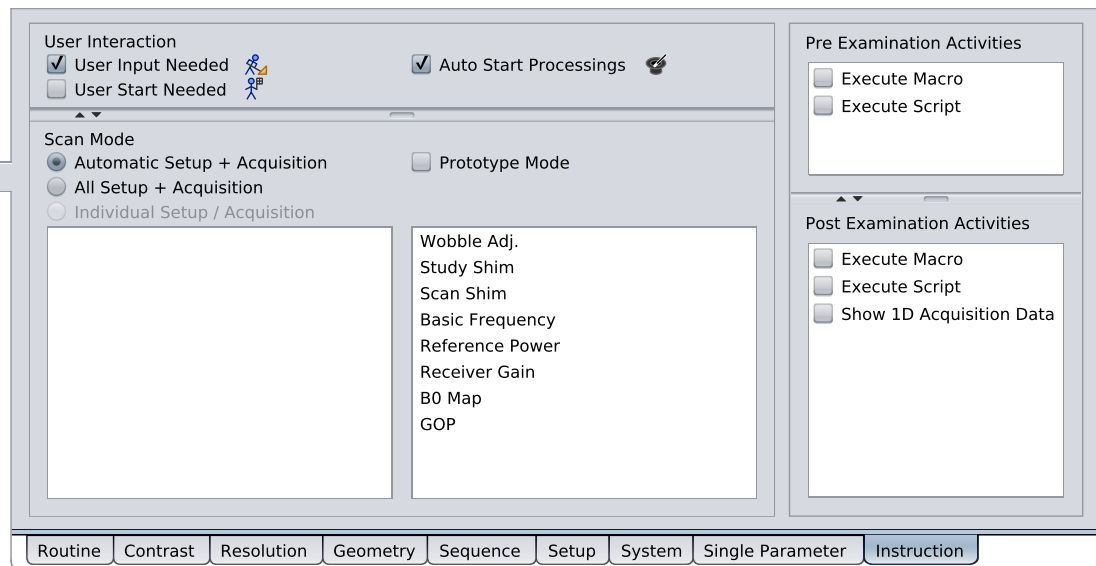 User Interaction
User Input Needed
Auto Start Processings
User Start Needed
Scan Mode
Automatic Setup + Acquisition
Prototype Mode
All Setup + Acquisition
Individual Setup / Acquisition
Wobble Adj.
Study Shim
Scan Shim
Basic Frequency
Reference Power
Receiver Gain
B0 Map
GOP
Pre Examination Activities
Execute Macro
Execute Script
Post Examination Activities
Execute Macro
Execute Script
Show 1D Acquisition Data
Routine Contrast Resolution Geometry Sequence Setup System Single Parameter Instruction